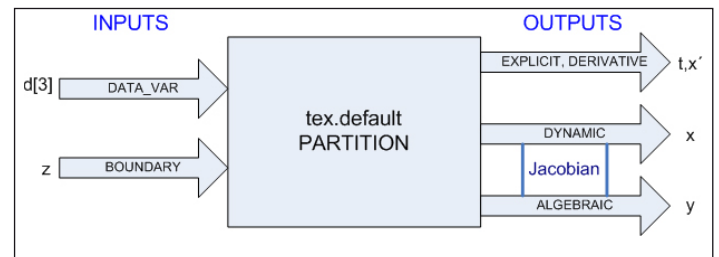 INPUTS
OUTPUTS
d[3]
DATA_VAR
z
BOUNDARY
tex.default
PARTITION
EXPLICIT, DERIVATIVE
t,x´
DYNAMIC
x
Jacobian
ALGEBRAIC
y